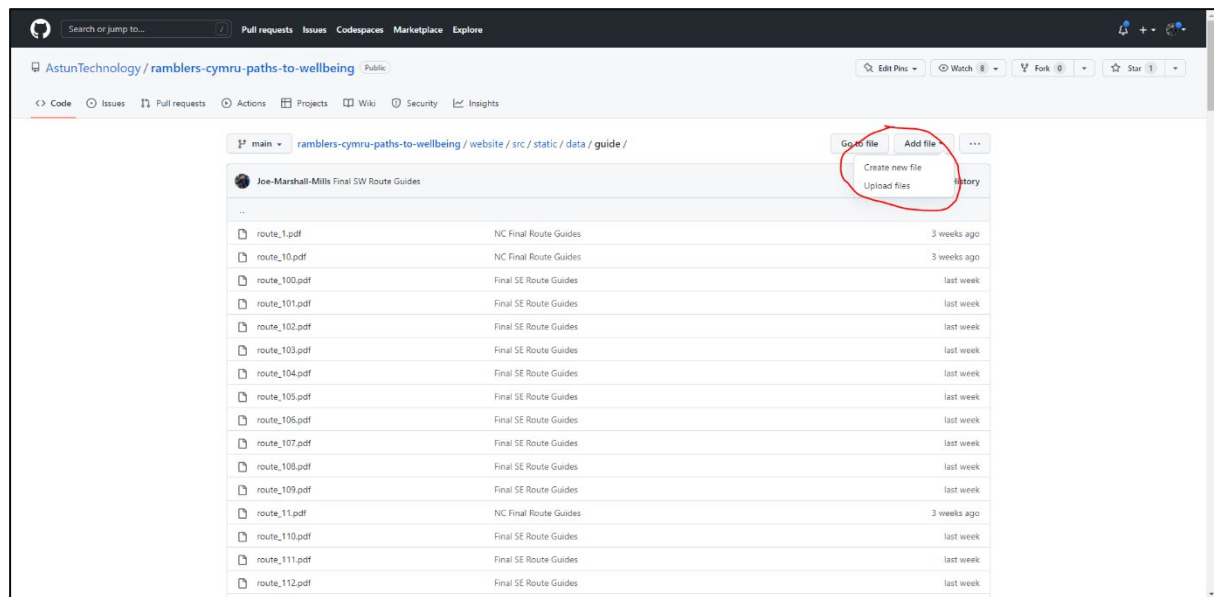 Search or jump to... / Pull requests Issues Codespaces Marketplace Explore
AstunTechnology / ramblers-cymru-paths-to-wellbeing Public Edit Pins Watch 8 Fork 0 Star 1
Code Issues Pull requests Actions Projects Wiki Security Insights
main ramblers-cymru-paths-to-wellbeing / website / src / static / data / guide / Go to file Add file ...
Create new file
Joe-Marshall-Mills Final SW Route Guides
Upload files
..
route_1.pdf NC Final Route Guides 3 weeks ago
route_10.pdf NC Final Route Guides 3 weeks ago
route_100.pdf Final SE Route Guides last week
route_101.pdf Final SE Route Guides last week
route_102.pdf Final SE Route Guides last week
route_103.pdf Final SE Route Guides last week
route_104.pdf Final SE Route Guides last week
route_105.pdf Final SE Route Guides last week
route_106.pdf Final SE Route Guides last week
route_107.pdf Final SE Route Guides last week
route_108.pdf Final SE Route Guides last week
route_109.pdf Final SE Route Guides last week
route_11.pdf NC Final Route Guides 3 weeks ago
route_110.pdf Final SE Route Guides last week
route_111.pdf Final SE Route Guides last week
route_112.pdf Final SE Route Guides last week